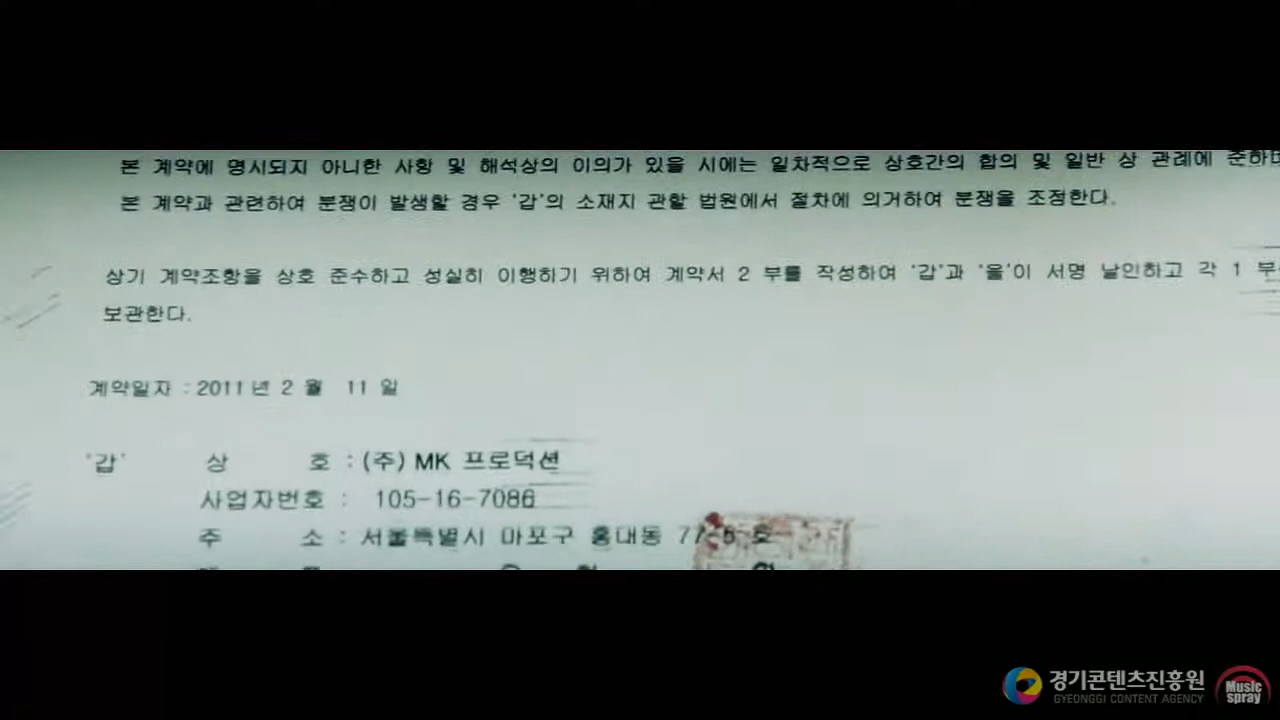 본 계약에 명시되지 아니한 사항 및 해석상의 이의가 있을 시에는 일차적으로 상호간의 합의 및 일반 상 관례에 준하며
본 계약과 관련하여 분쟁이 발생할 경우 '갑'의 소재지 관할 법원에서 절차에 의거하여 분쟁을 조정한다.
상기 계약조항을 상호 준수하고 성실히 이행하기 위하여 계약서 2 부를 작성하여 '갑'과 '을'이 서명 날인하고 각 1 부
보관한다.
계약일자 : 2011 년 2 월 11 일
'갑' 상 호 : (주) MK 프로덕션
사업자번호 : 105-16-7086
주 소 : 서울특별시 마포구 홍대동 77-5 호
경기콘텐츠진흥원
GYEONGGI CONTENT AGENCY
Music
spray